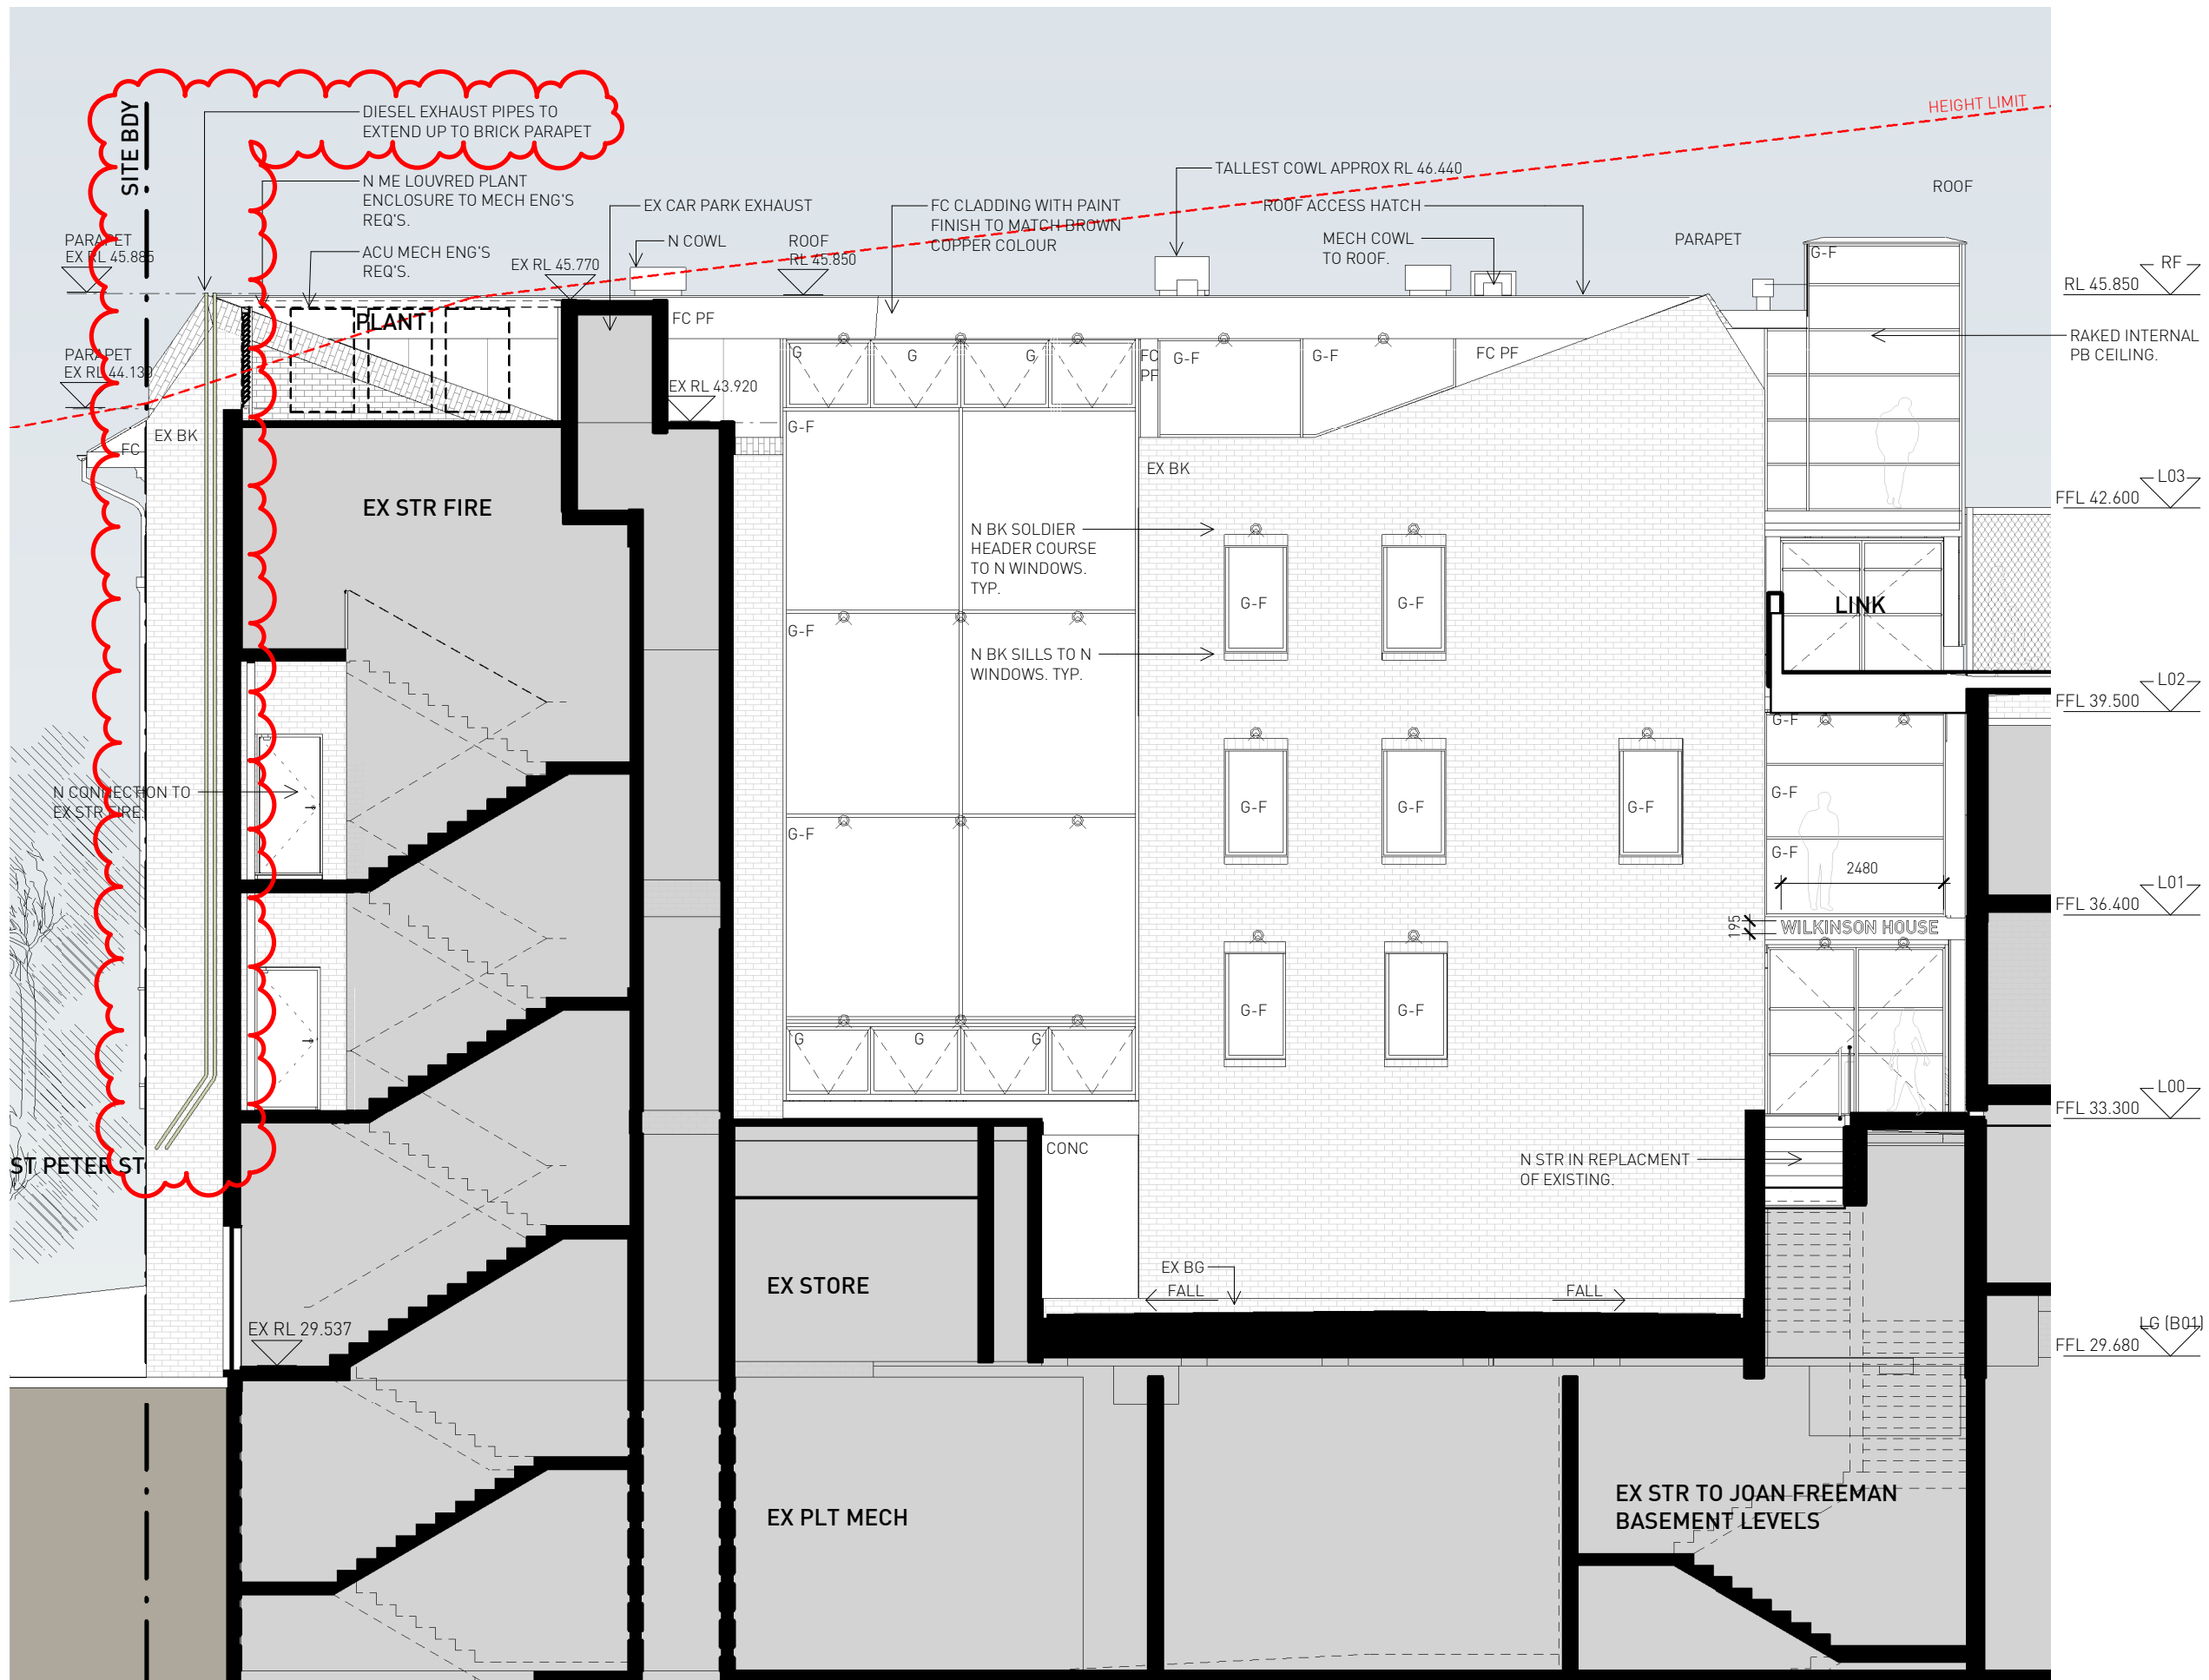 SITE BDY
DIESEL EXHAUST PIPES TO
EXTEND UP TO BRICK PARAPET
HEIGHT LIMIT
N ME LOUVRED PLANT
ENCLOSURE TO MECH ENG'S
REQ'S.
TALLEST COWL APPROX RL 46.440
ROOF
EX CAR PARK EXHAUST
FC CLADDING WITH PAINT
FINISH TO MATCH BROWN
COPPER COLOUR
ROOF ACCESS HATCH
PARAPET
EX RL 45.885
ACU MECH ENG'S
REQ'S.
N COWL
ROOF
RL 45.850
MECH COWL
TO ROOF.
PARAPET
G-F
EX RL 45.770
RF
RL 45.850
PLANT
FC PF
RAKED INTERNAL
PB CEILING.
PARAPET
EX RL 44.130
G
G
G
FC
PF
G-F
G-F
FC PF
EX RL 43.920
FC
EX BK
G-F
EX BK
L03
FFL 42.600
EX STR FIRE
N BK SOLDIER
HEADER COURSE
TO N WINDOWS.
TYP.
G-F
G-F
G-F
LINK
N BK SILLS TO N
WINDOWS. TYP.
L02
FFL 39.500
G-F
N CONNECTION TO
EX STR FIRE.
G-F
G-F
G-F
G-F
G-F
G-F
2480
L01
FFL 36.400
195
WILKINSON HOUSE
G
G
G
G-F
G-F
L00
FFL 33.300
ST PETER ST
CONC
N STR IN REPLACMENT
OF EXISTING.
EX STORE
EX BG
FALL
FALL
EX RL 29.537
LG (B01)
FFL 29.680
EX PLT MECH
EX STR TO JOAN FREEMAN
BASEMENT LEVELS